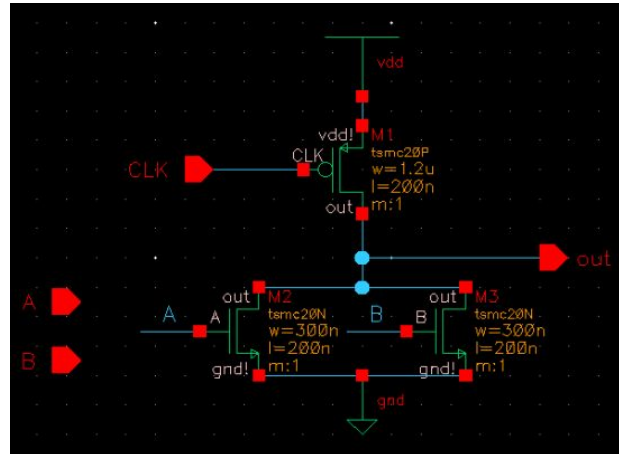 vdd
vdd!
M1
CLK
CLK
tsmc20P
w=1.2u
l=200n
m:1
out
out
A
A
A
out
M2
tsmc20N
w=300n
l=200n
m:1
gnd!
B
B
B
out
M3
tsmc20N
w=300n
l=200n
m:1
gnd!
gnd